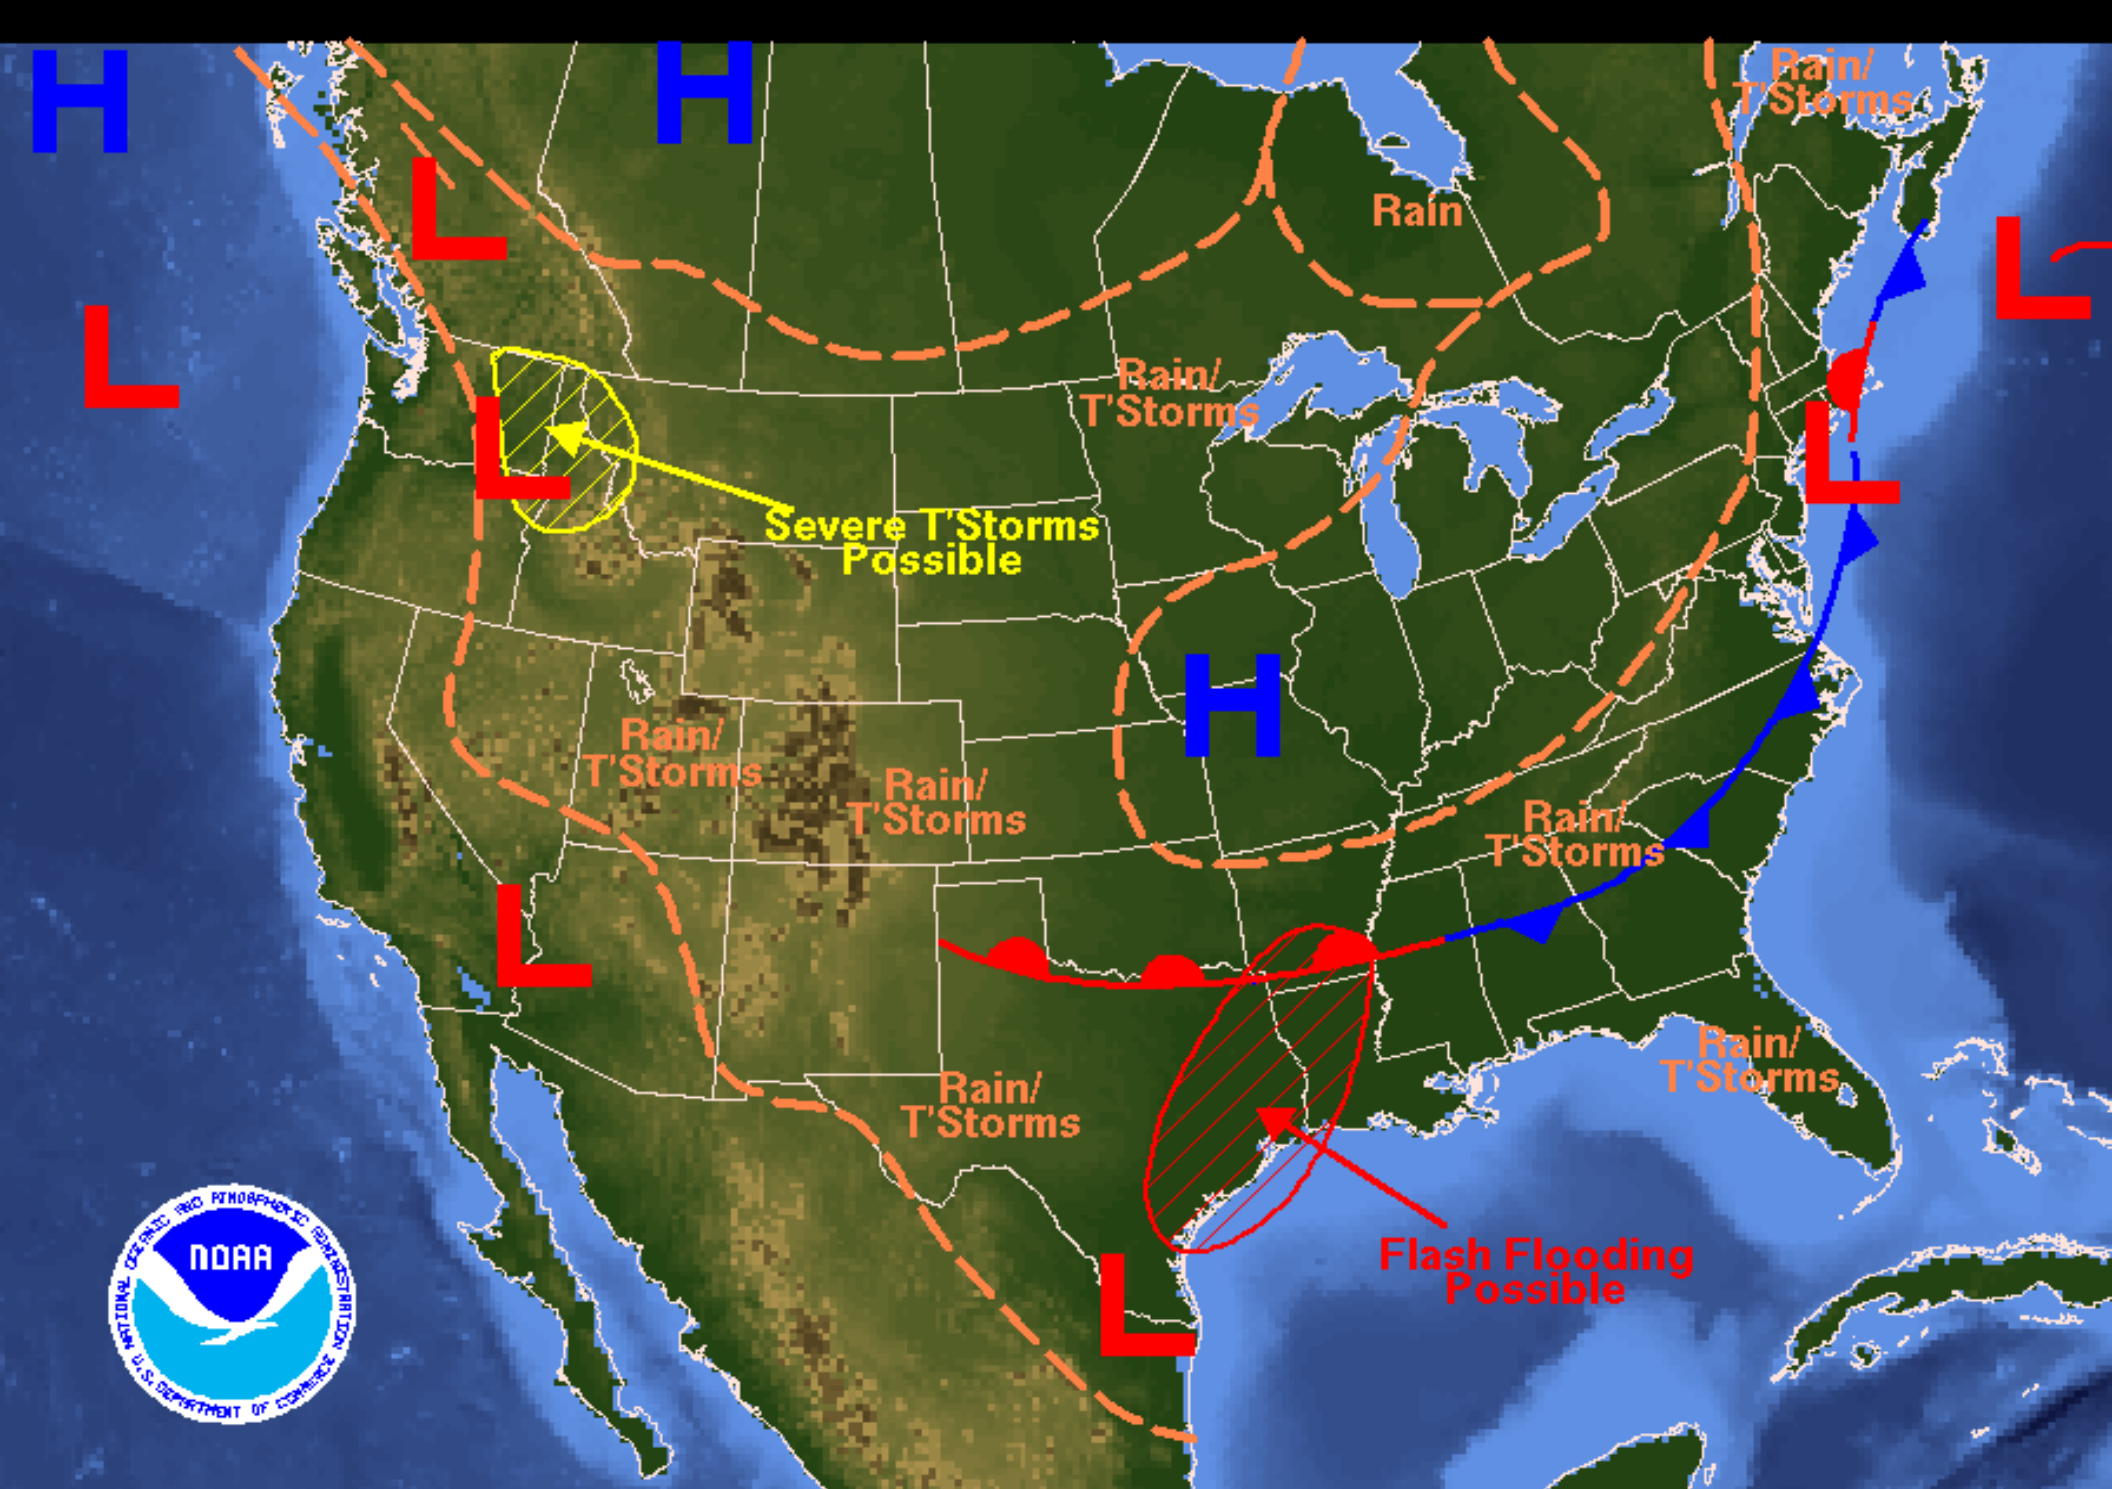 H
H
Rain/
T'Storms
L
Rain
L
L
Rain/
T'Storms
L
L
Severe T'Storms
Possible
H
Rain/
T'Storms
Rain/
T'Storms
Rain/
T'Storms
L
Rain/
T'Storms
Rain/
T'Storms
Flash Flooding
Possible
L
NATIONAL OCEANIC AND ATMOSPHERIC ADMINISTRATION
NOAA
U.S. DEPARTMENT OF COMMERCE
L